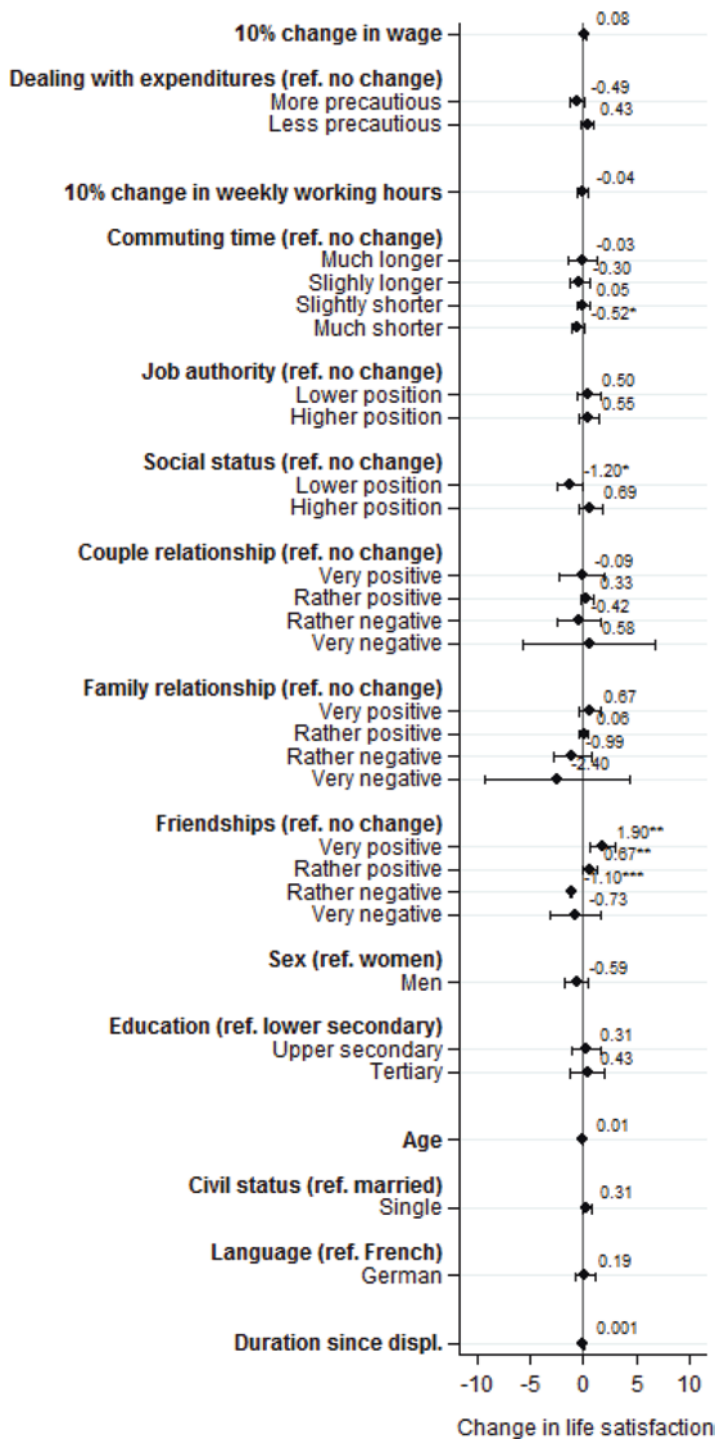 10% change in wage 0.08
Dealing with expenditures (ref. no change)
More precautious -0.49
Less precautious 0.43
10% change in weekly working hours -0.04
Commuting time (ref. no change)
Much longer -0.03
Slighly longer -0.30
Slightly shorter 0.05
Much shorter -0.52*
Job authority (ref. no change)
Lower position 0.50
Higher position 0.55
Social status (ref. no change)
Lower position -1.20*
Higher position 0.69
Couple relationship (ref. no change)
Very positive -0.09
Rather positive 0.33
Rather negative -0.42
Very negative 0.58
Family relationship (ref. no change)
Very positive 0.67
Rather positive 0.06
Rather negative -0.99
Very negative -2.40
Friendships (ref. no change)
Very positive 1.90**
Rather positive 0.67**
Rather negative -1.10***
Very negative -0.73
Sex (ref. women)
Men -0.59
Education (ref. lower secondary)
Upper secondary 0.31
Tertiary 0.43
Age 0.01
Civil status (ref. married)
Single 0.31
Language (ref. French)
German 0.19
Duration since displ. 0.001
-10 -5 0 5 10
Change in life satisfaction